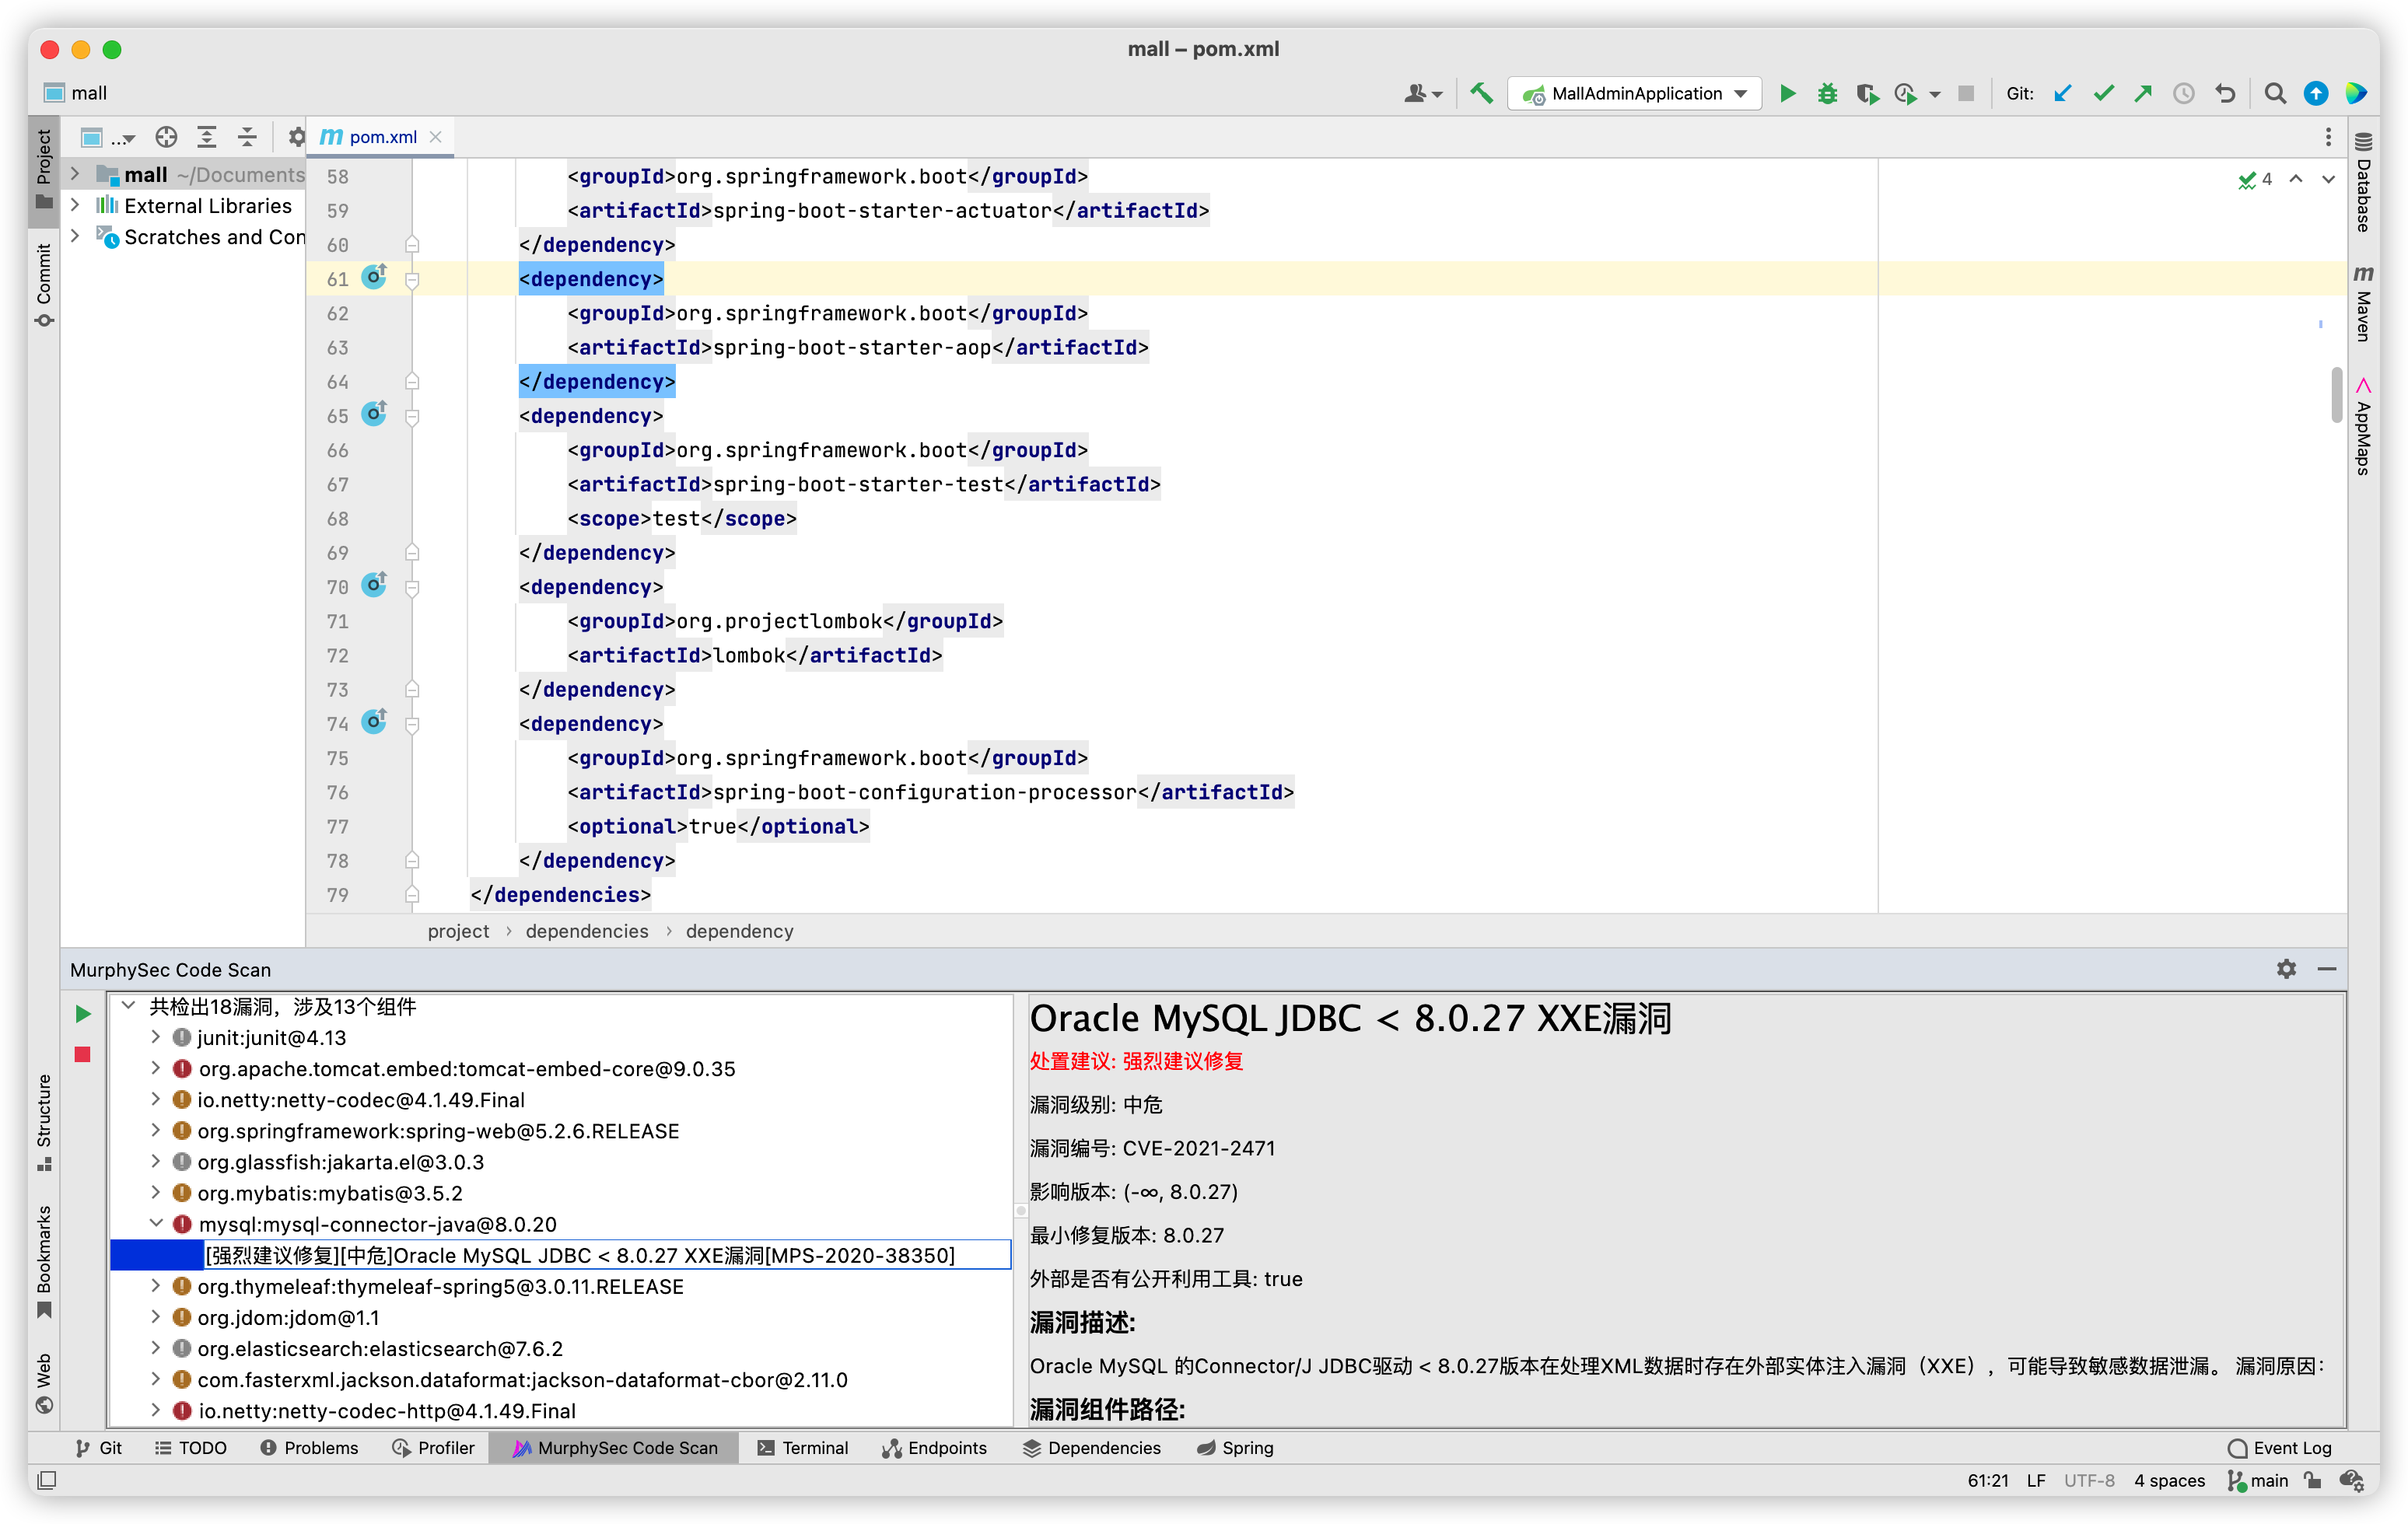 mall – pom.xml
mall
MallAdminApplication
Git:
Project
Commit
Structure
Bookmarks
Web
...
mall ~/Documents
External Libraries
Scratches and Con
pom.xml
4
58 <groupId>org.springframework.boot</groupId>
59 <artifactId>spring-boot-starter-actuator</artifactId>
60 </dependency>
61 <dependency>
62 <groupId>org.springframework.boot</groupId>
63 <artifactId>spring-boot-starter-aop</artifactId>
64 </dependency>
65 <dependency>
66 <groupId>org.springframework.boot</groupId>
67 <artifactId>spring-boot-starter-test</artifactId>
68 <scope>test</scope>
69 </dependency>
70 <dependency>
71 <groupId>org.projectlombok</groupId>
72 <artifactId>lombok</artifactId>
73 </dependency>
74 <dependency>
75 <groupId>org.springframework.boot</groupId>
76 <artifactId>spring-boot-configuration-processor</artifactId>
77 <optional>true</optional>
78 </dependency>
79 </dependencies>
project › dependencies › dependency
Database
Maven
AppMaps
MurphySec Code Scan
共检出18漏洞，涉及13个组件
junit:junit@4.13
org.apache.tomcat.embed:tomcat-embed-core@9.0.35
io.netty:netty-codec@4.1.49.Final
org.springframework:spring-web@5.2.6.RELEASE
org.glassfish:jakarta.el@3.0.3
org.mybatis:mybatis@3.5.2
mysql:mysql-connector-java@8.0.20
[强烈建议修复][中危]Oracle MySQL JDBC < 8.0.27 XXE漏洞[MPS-2020-38350]
org.thymeleaf:thymeleaf-spring5@3.0.11.RELEASE
org.jdom:jdom@1.1
org.elasticsearch:elasticsearch@7.6.2
com.fasterxml.jackson.dataformat:jackson-dataformat-cbor@2.11.0
io.netty:netty-codec-http@4.1.49.Final
Oracle MySQL JDBC < 8.0.27 XXE漏洞
处置建议: 强烈建议修复
漏洞级别: 中危
漏洞编号: CVE-2021-2471
影响版本: (-∞, 8.0.27)
最小修复版本: 8.0.27
外部是否有公开利用工具: true
漏洞描述:
Oracle MySQL 的Connector/J JDBC驱动 < 8.0.27版本在处理XML数据时存在外部实体注入漏洞（XXE），可能导致敏感数据泄漏。 漏洞原因：
漏洞组件路径:
Git TODO Problems Profiler MurphySec Code Scan Terminal Endpoints Dependencies Spring Event Log
61:21 LF UTF-8 4 spaces main